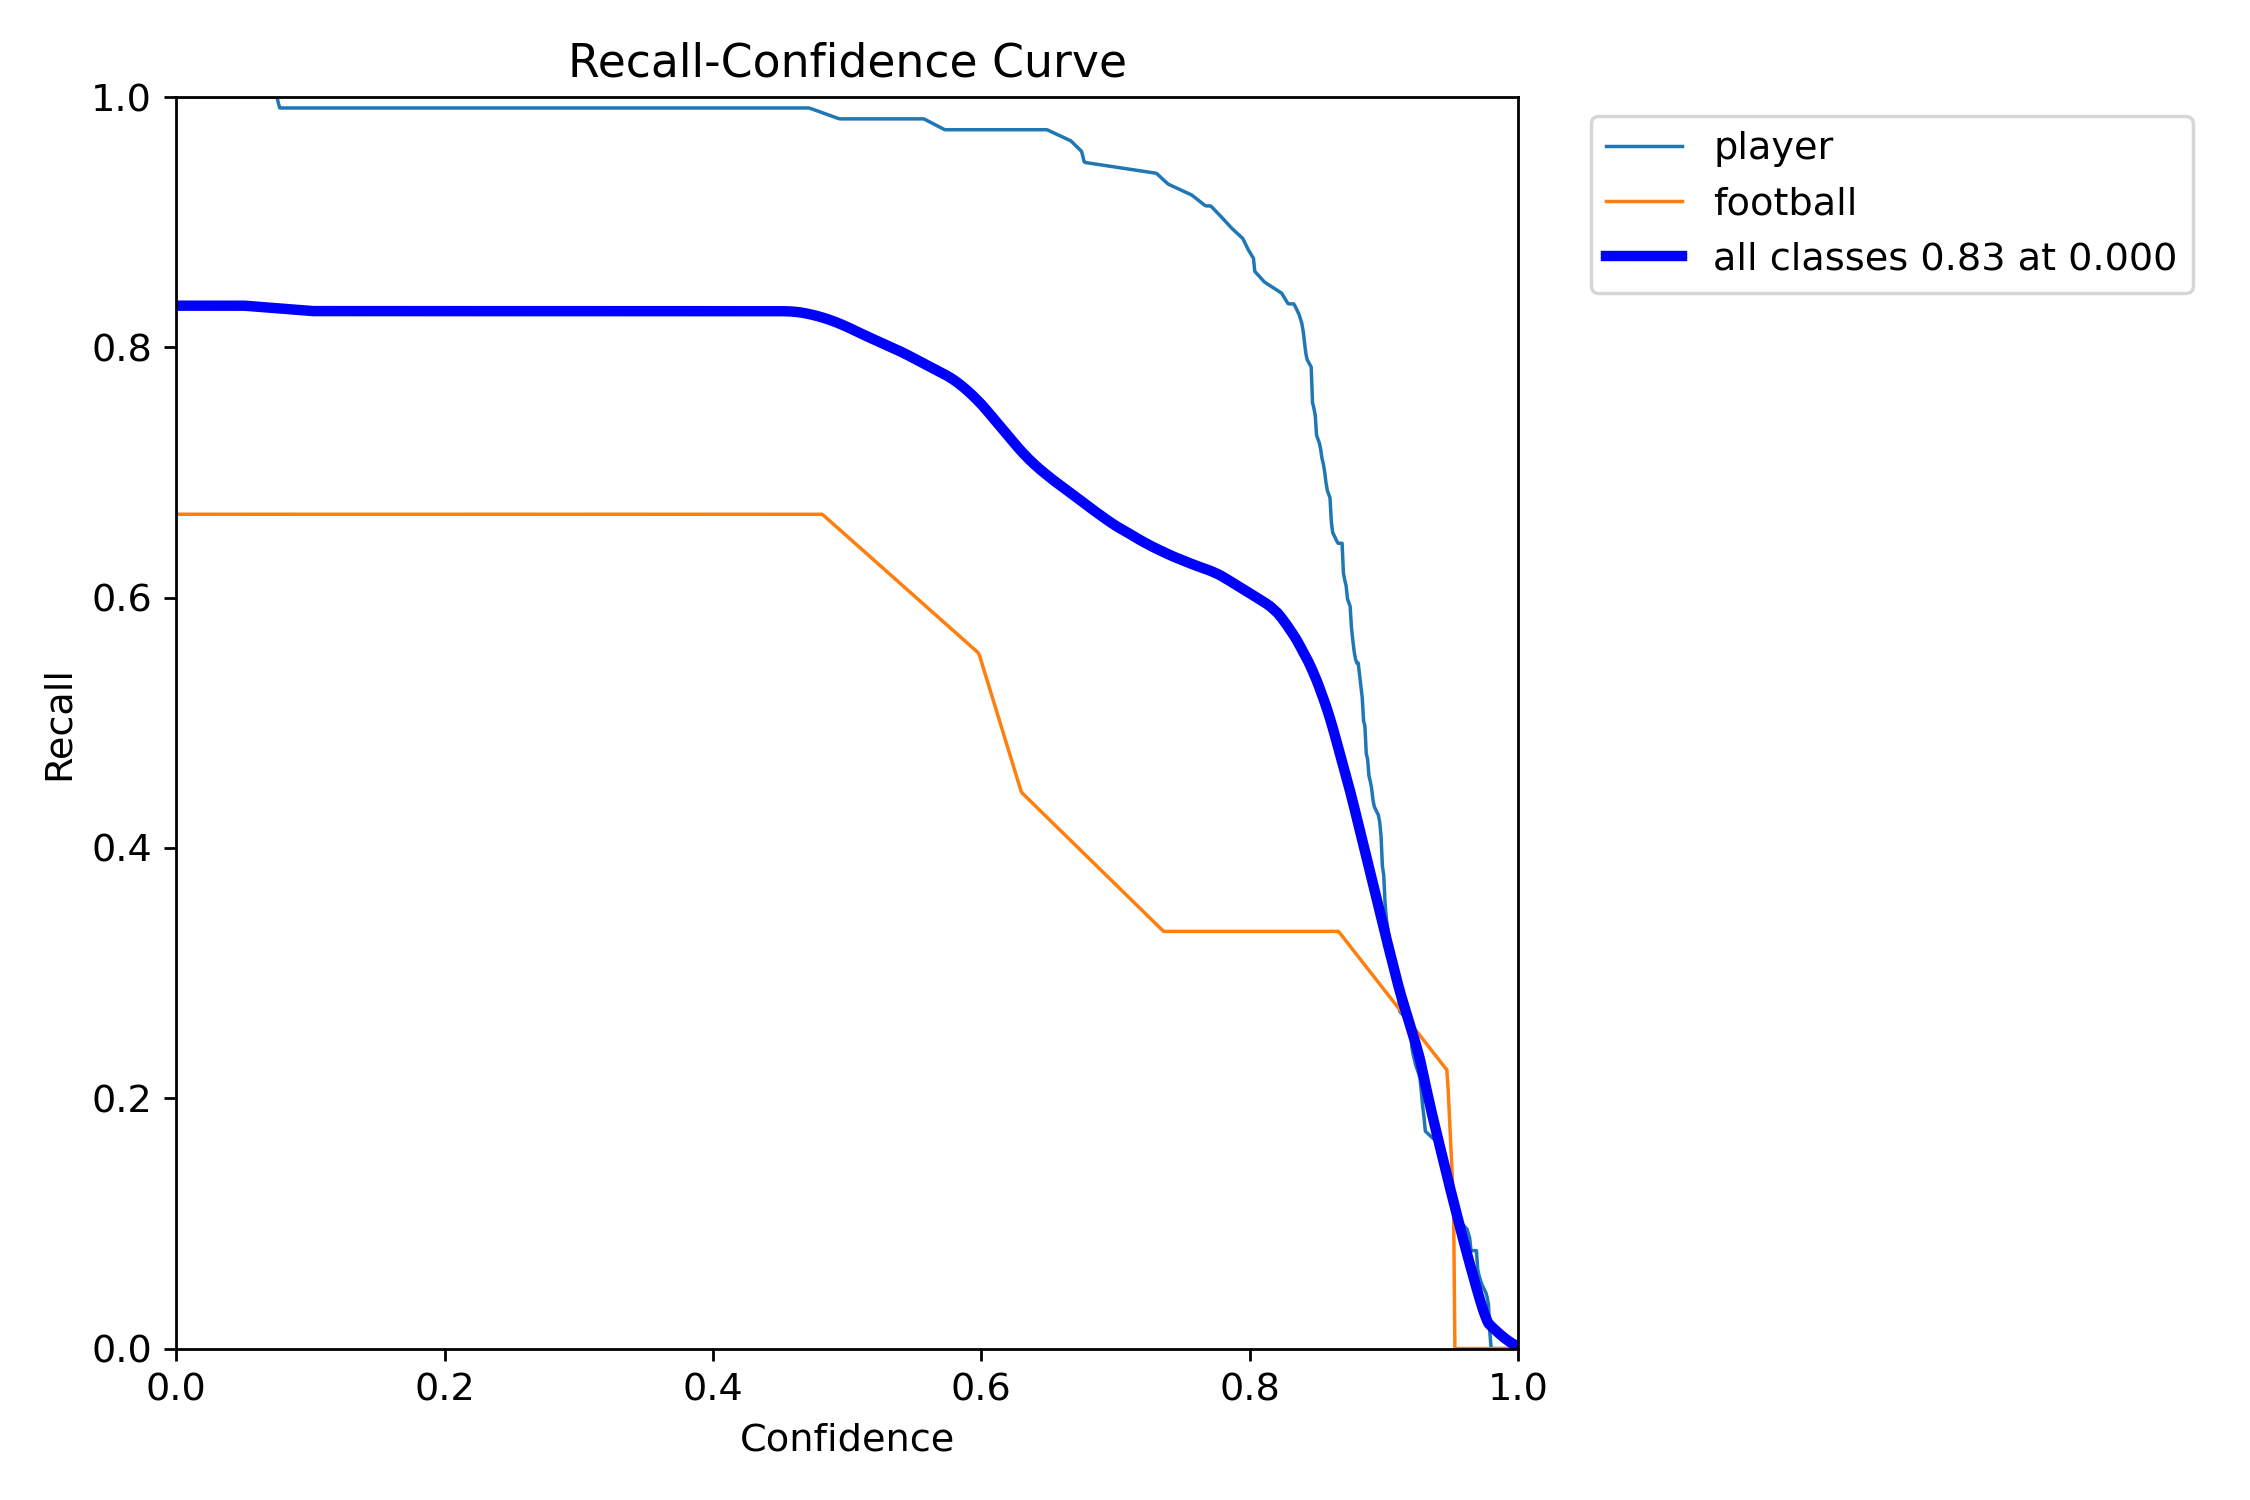 Recall-Confidence Curve
player
football
all classes 0.83 at 0.000
1.0
0.8
0.6
0.4
0.2
0.0
Recall
0.0 0.2 0.4 0.6 0.8 1.0
Confidence